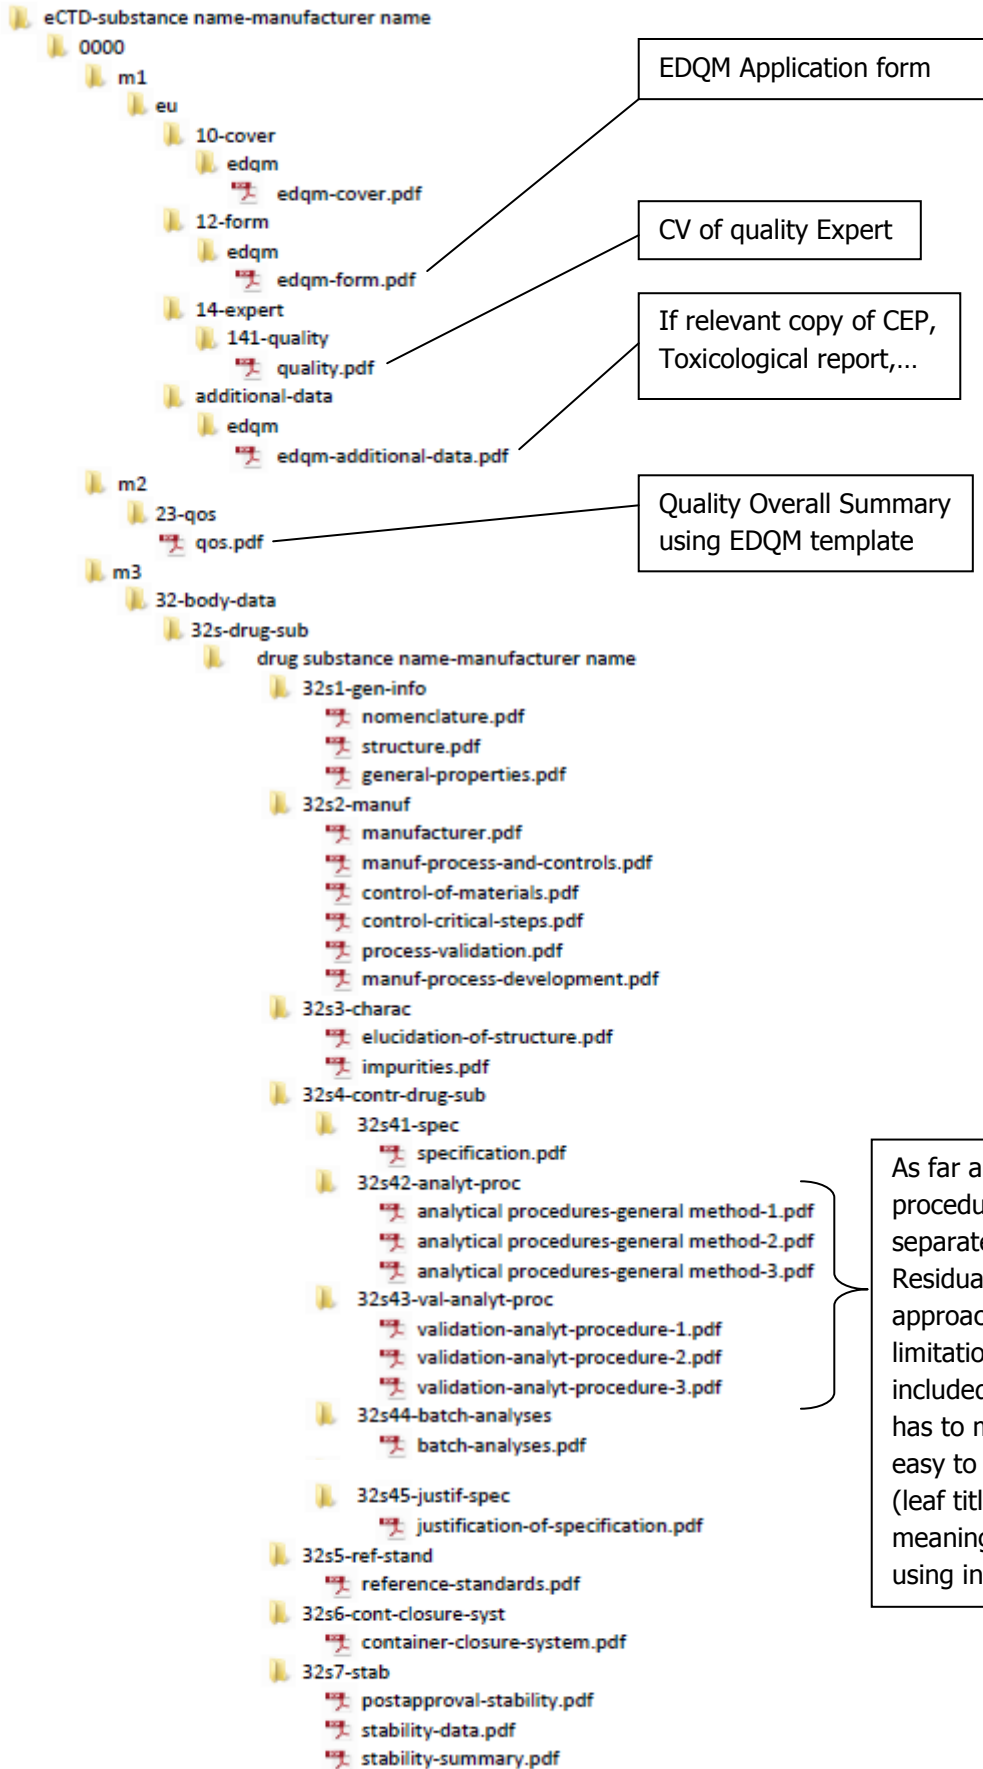 eCTD-substance name-manufacturer name
0000
m1
eu
10-cover
edqm
edqm-cover.pdf
12-form
edqm
edqm-form.pdf
14-expert
141-quality
quality.pdf
additional-data
edqm
edqm-additional-data.pdf
m2
23-qos
qos.pdf
m3
32-body-data
32s-drug-sub
drug substance name-manufacturer name
32s1-gen-info
nomenclature.pdf
structure.pdf
general-properties.pdf
32s2-manuf
manufacturer.pdf
manuf-process-and-controls.pdf
control-of-materials.pdf
control-critical-steps.pdf
process-validation.pdf
manuf-process-development.pdf
32s3-charac
elucidation-of-structure.pdf
impurities.pdf
32s4-contr-drug-sub
32s41-spec
specification.pdf
32s42-analyt-proc
analytical procedures-general method-1.pdf
analytical procedures-general method-2.pdf
analytical procedures-general method-3.pdf
32s43-val-analyt-proc
validation-analyt-procedure-1.pdf
validation-analyt-procedure-2.pdf
validation-analyt-procedure-3.pdf
32s44-batch-analyses
batch-analyses.pdf
32s45-justif-spec
justification-of-specification.pdf
32s5-ref-stand
reference-standards.pdf
32s6-cont-closure-syst
container-closure-system.pdf
32s7-stab
postapproval-stability.pdf
stability-data.pdf
stability-summary.pdf
EDQM Application form
CV of quality Expert
If relevant copy of CEP,
Toxicological report,...
Quality Overall Summary
using EDQM template
As far a
procedu
separate
Residua
approac
limitatio
included
has to m
easy to
(leaf titl
meaning
using in